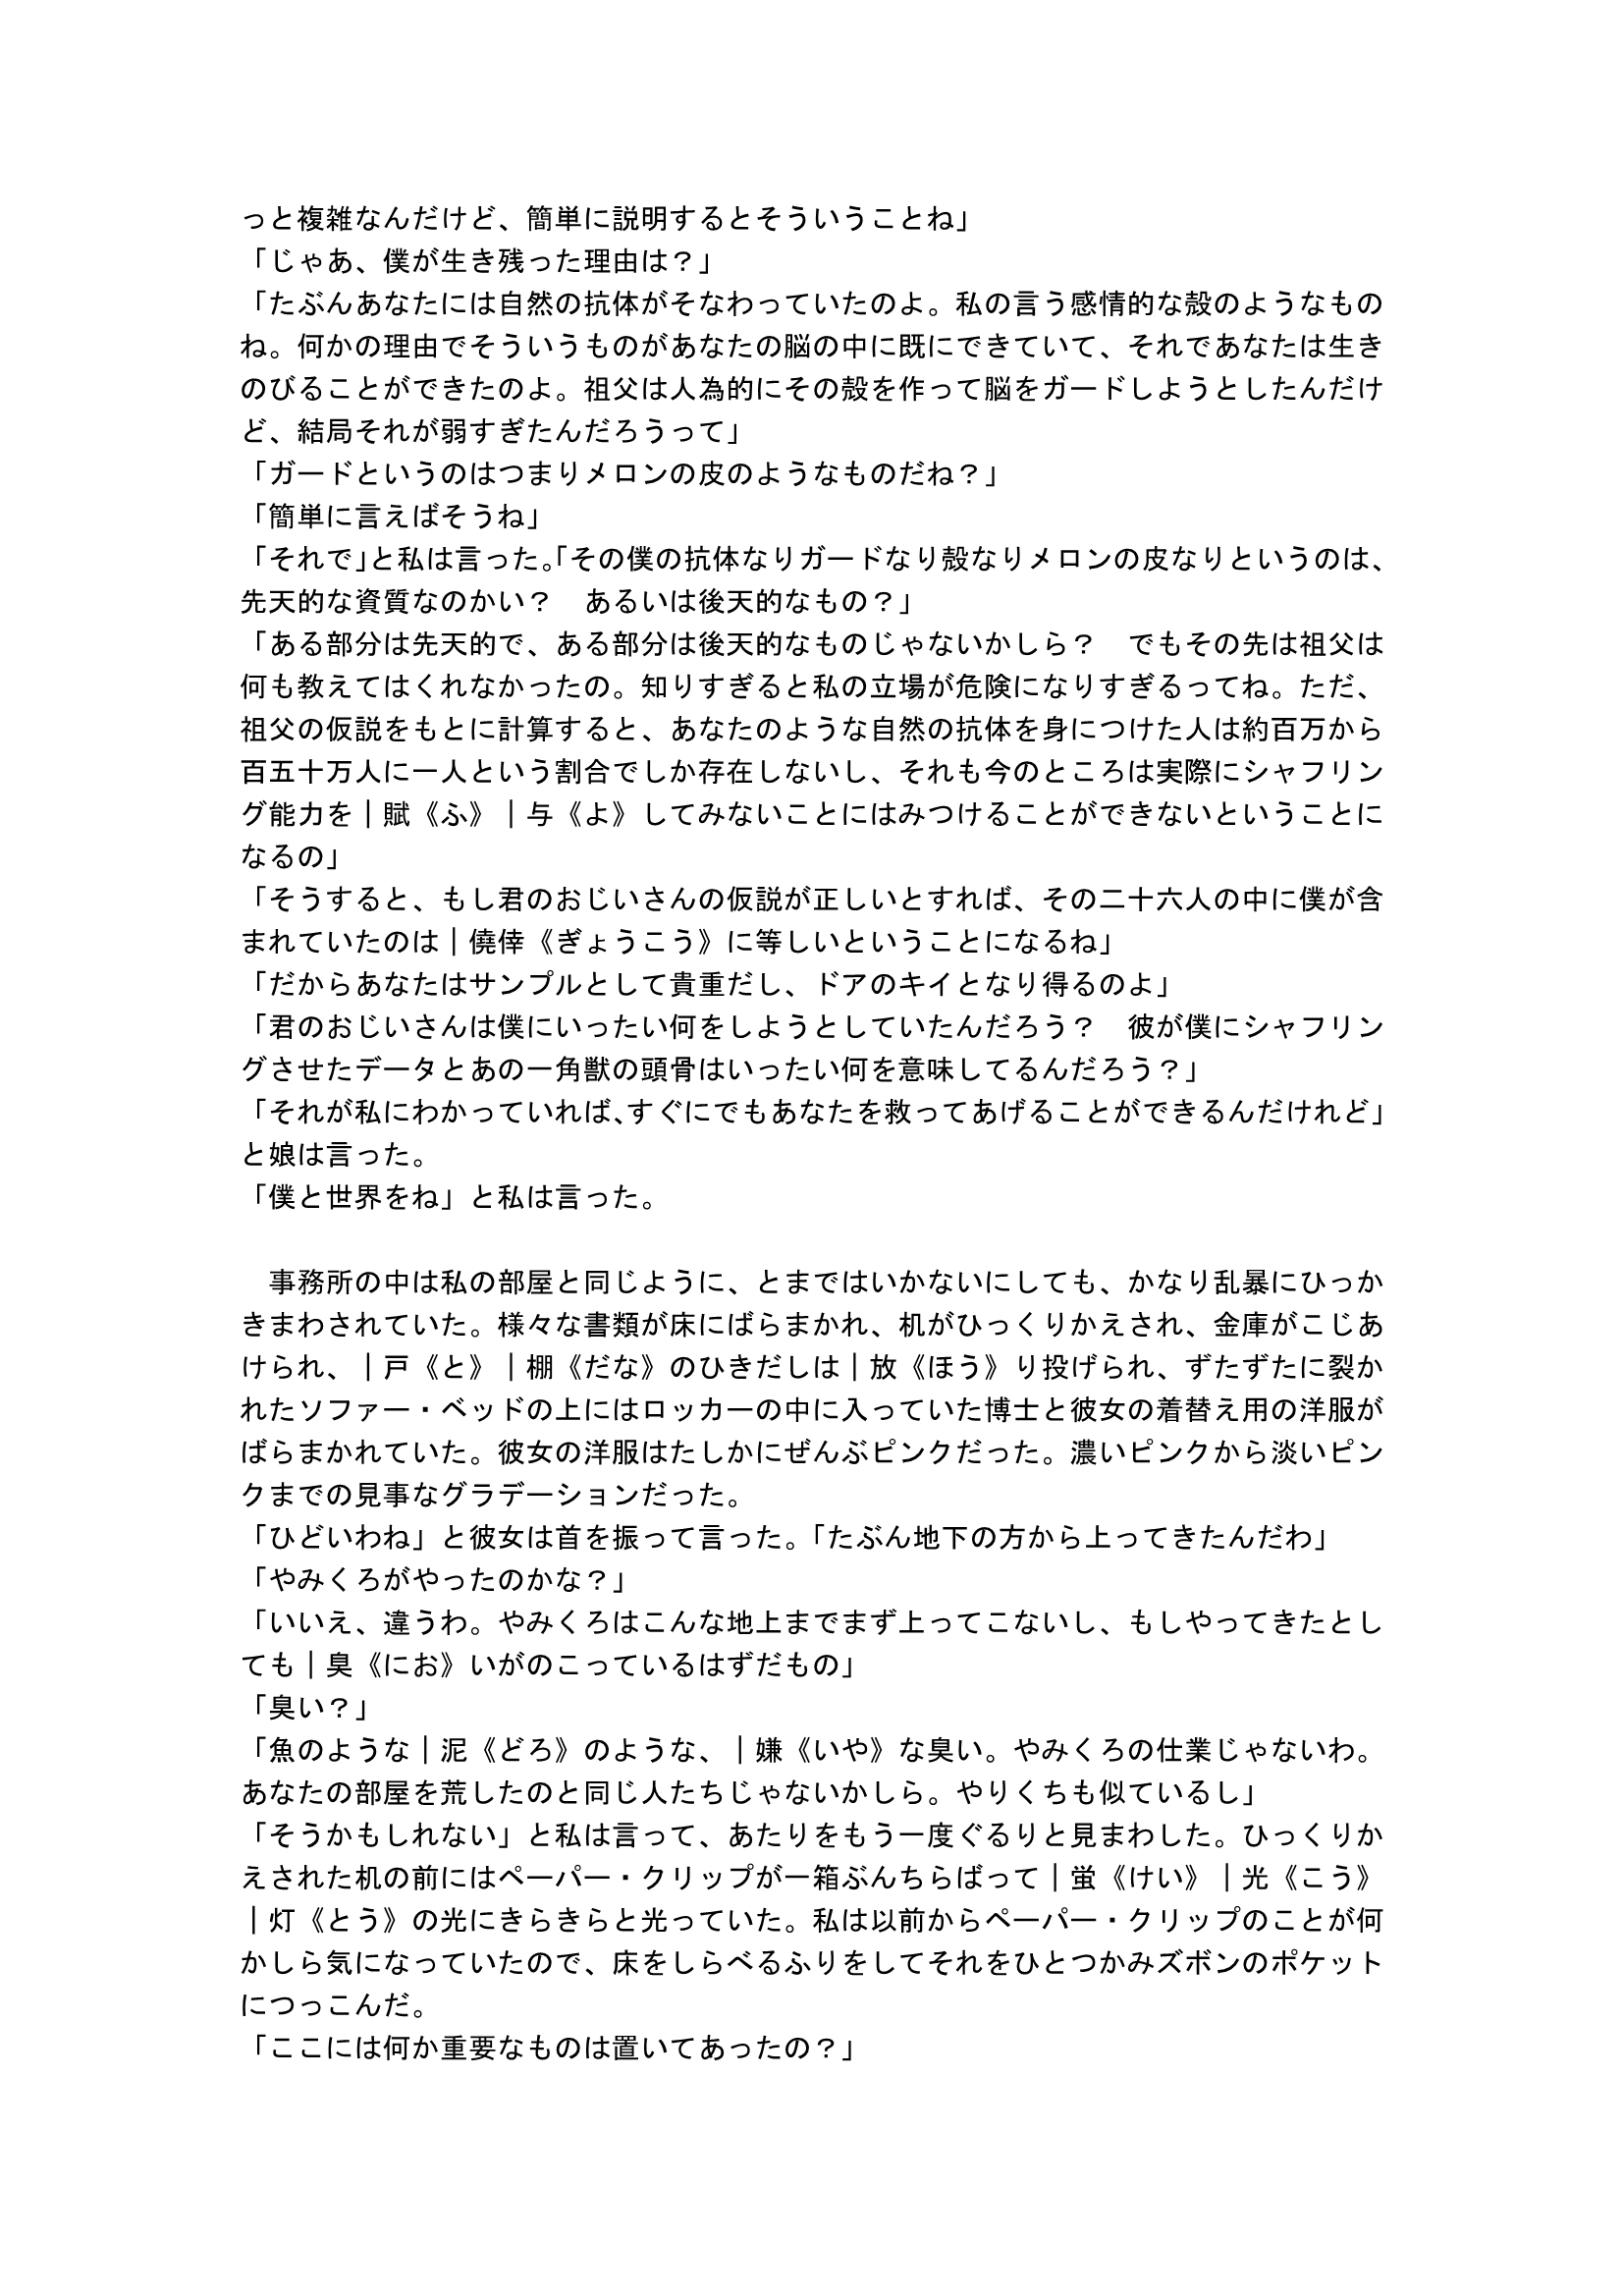 っと複雑なんだけど、簡単に説明するとそういうことね」
「じゃあ、僕が生き残った理由は？」
「たぶんあなたには自然の抗体がそなわっていたのよ。私の言う感情的な殻のようなもの
ね。何かの理由でそういうものがあなたの脳の中に既にできていて、それであなたは生き
のびることができたのよ。祖父は人為的にその殻を作って脳をガードしようとしたんだけ
ど、結局それが弱すぎたんだろうって」
「ガードというのはつまりメロンの皮のようなものだね？」
「簡単に言えばそうね」
「それで」と私は言った。「その僕の抗体なりガードなり殻なりメロンの皮なりというのは、
先天的な資質なのかい？　あるいは後天的なもの？」
「ある部分は先天的で、ある部分は後天的なものじゃないかしら？　でもその先は祖父は
何も教えてはくれなかったの。知りすぎると私の立場が危険になりすぎるってね。ただ、
祖父の仮説をもとに計算すると、あなたのような自然の抗体を身につけた人は約百万から
百五十万人に一人という割合でしか存在しないし、それも今のところは実際にシャフリン
グ能力を｜賦《ふ》｜与《よ》してみないことにはみつけることができないということに
なるの」
「そうすると、もし君のおじいさんの仮説が正しいとすれば、その二十六人の中に僕が含
まれていたのは｜僥倖《ぎょうこう》に等しいということになるね」
「だからあなたはサンプルとして貴重だし、ドアのキイとなり得るのよ」
「君のおじいさんは僕にいったい何をしようとしていたんだろう？　彼が僕にシャフリン
グさせたデータとあの一角獣の頭骨はいったい何を意味してるんだろう？」
「それが私にわかっていれば、すぐにでもあなたを救ってあげることができるんだけれど」
と娘は言った。
「僕と世界をね」と私は言った。
　事務所の中は私の部屋と同じように、とまではいかないにしても、かなり乱暴にひっか
きまわされていた。様々な書類が床にばらまかれ、机がひっくりかえされ、金庫がこじあ
けられ、｜戸《と》｜棚《だな》のひきだしは｜放《ほう》り投げられ、ずたずたに裂か
れたソファー・ベッドの上にはロッカーの中に入っていた博士と彼女の着替え用の洋服が
ばらまかれていた。彼女の洋服はたしかにぜんぶピンクだった。濃いピンクから淡いピン
クまでの見事なグラデーションだった。
「ひどいわね」と彼女は首を振って言った。「たぶん地下の方から上ってきたんだわ」
「やみくろがやったのかな？」
「いいえ、違うわ。やみくろはこんな地上までまず上ってこないし、もしやってきたとし
ても｜臭《にお》いがのこっているはずだもの」
「臭い？」
「魚のような｜泥《どろ》のような、｜嫌《いや》な臭い。やみくろの仕業じゃないわ。
あなたの部屋を荒したのと同じ人たちじゃないかしら。やりくちも似ているし」
「そうかもしれない」と私は言って、あたりをもう一度ぐるりと見まわした。ひっくりか
えされた机の前にはペーパー・クリップが一箱ぶんちらばって｜蛍《けい》｜光《こう》
｜灯《とう》の光にきらきらと光っていた。私は以前からペーパー・クリップのことが何
かしら気になっていたので、床をしらべるふりをしてそれをひとつかみズボンのポケット
につっこんだ。
「ここには何か重要なものは置いてあったの？」